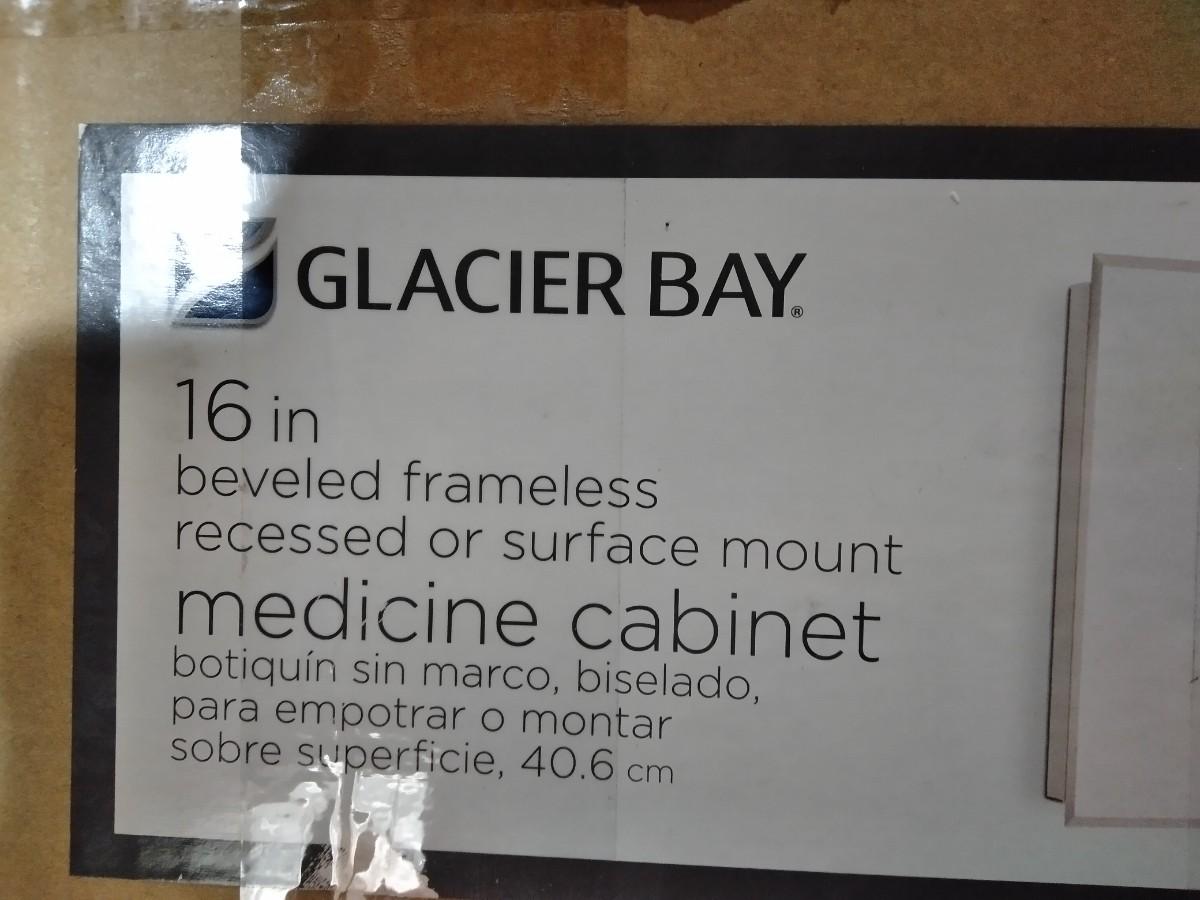 GLACIER BAY®
16 in
beveled frameless
recessed or surface mount
medicine cabinet
botiquín sin marco, biselado,
para empotrar o montar
sobre superficie, 40.6 cm